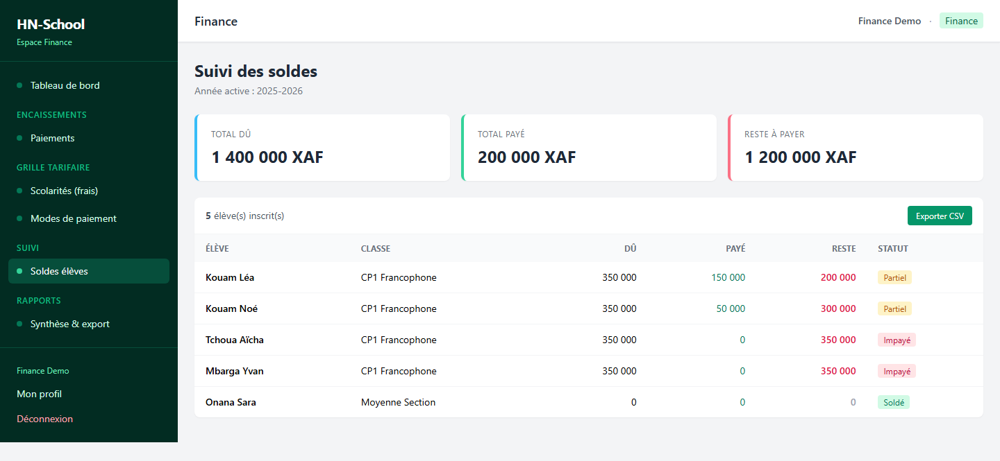 HN-School
Espace Finance
Tableau de bord
ENCAISSEMENTS
Paiements
GRILLE TARIFAIRE
Scolarités (frais)
Modes de paiement
SUIVI
Soldes élèves
RAPPORTS
Synthèse & export
Finance Demo
Mon profil
Déconnexion
Finance
Finance Demo · Finance
Suivi des soldes
Année active : 2025-2026
TOTAL DÛ
1 400 000 XAF
TOTAL PAYÉ
200 000 XAF
RESTE À PAYER
1 200 000 XAF
5 élève(s) inscrit(s)
Exporter CSV
ÉLÈVE CLASSE DÛ PAYÉ RESTE STATUT
Kouam Léa CP1 Francophone 350 000 150 000 200 000 Partiel
Kouam Noé CP1 Francophone 350 000 50 000 300 000 Partiel
Tchoua Aïcha CP1 Francophone 350 000 0 350 000 Impayé
Mbarga Yvan CP1 Francophone 350 000 0 350 000 Impayé
Onana Sara Moyenne Section 0 0 0 Soldé